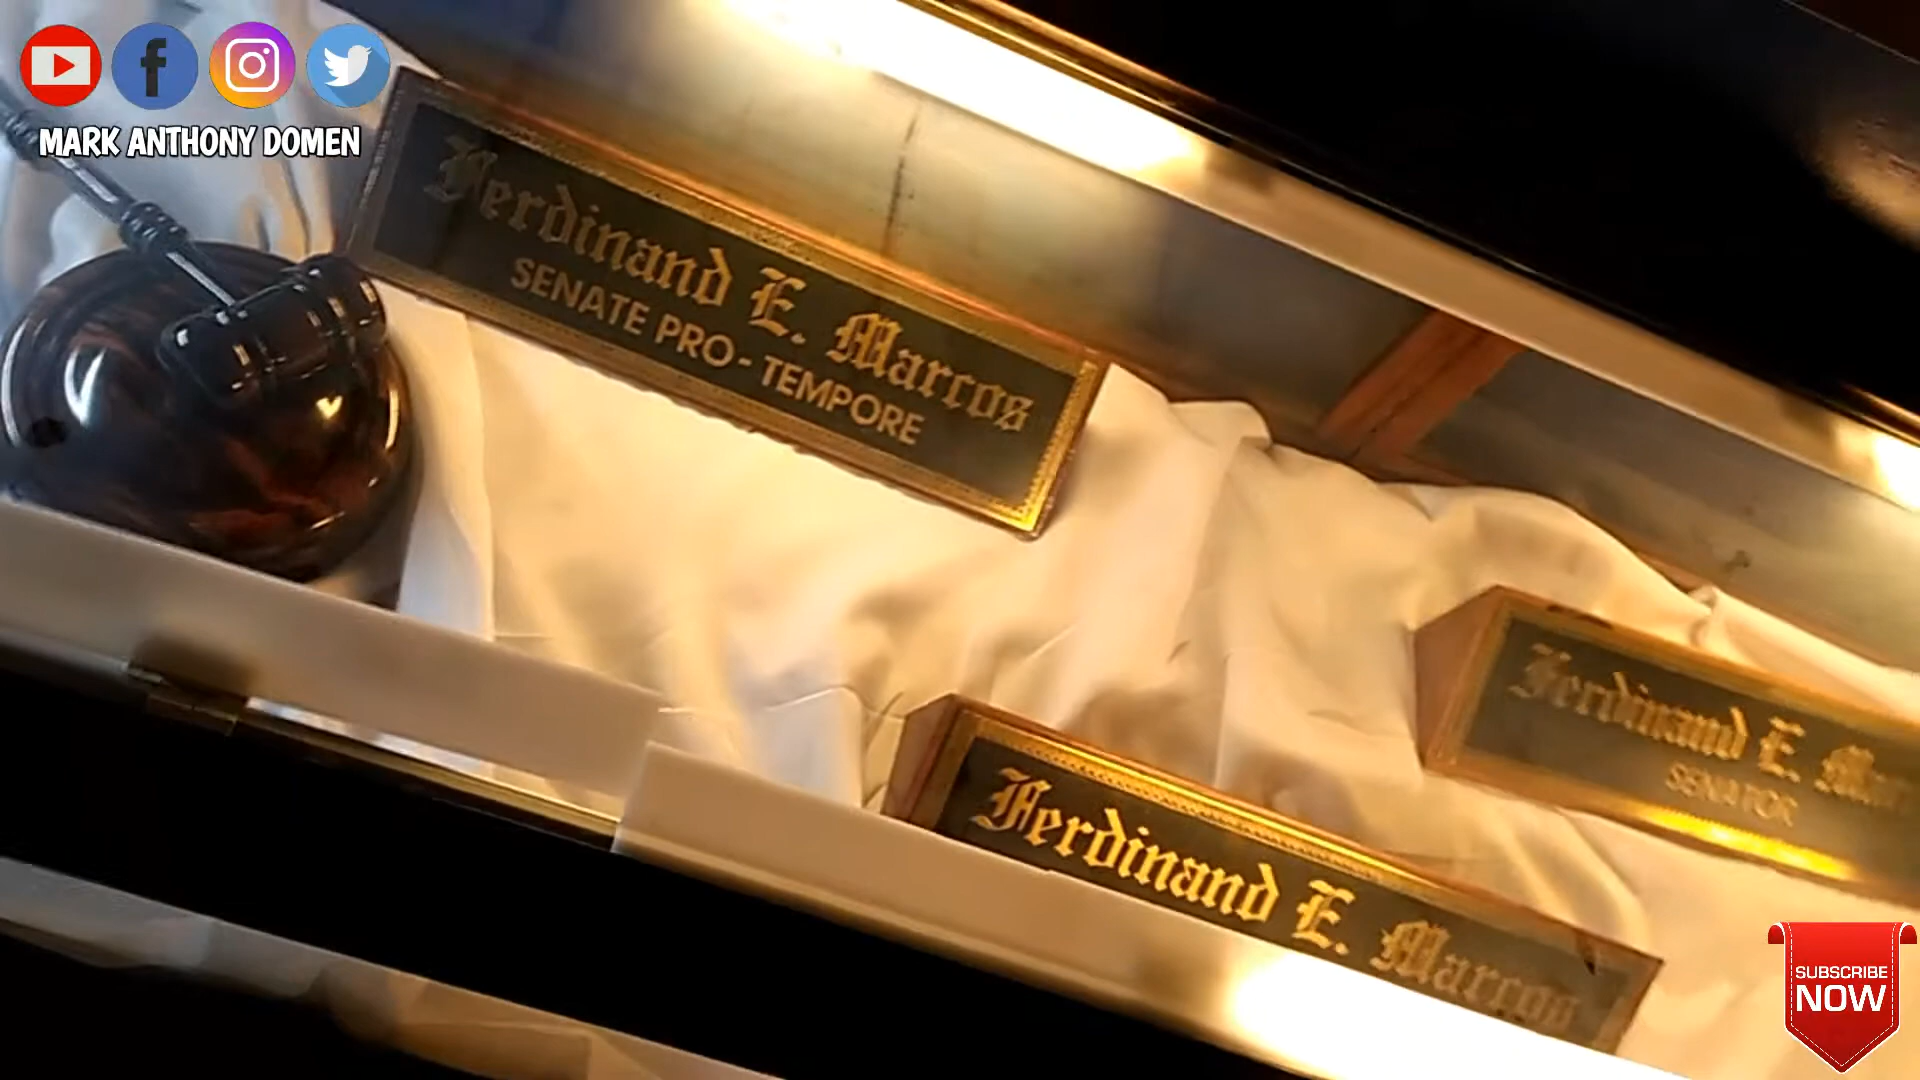 MARK ANTHONY DOMEN
Ferdinand E. Marcos
SENATE PRO-TEMPORE
Ferdinand E.
SENATOR
Ferdinand E. Marcos
SUBSCRIBE
NOW